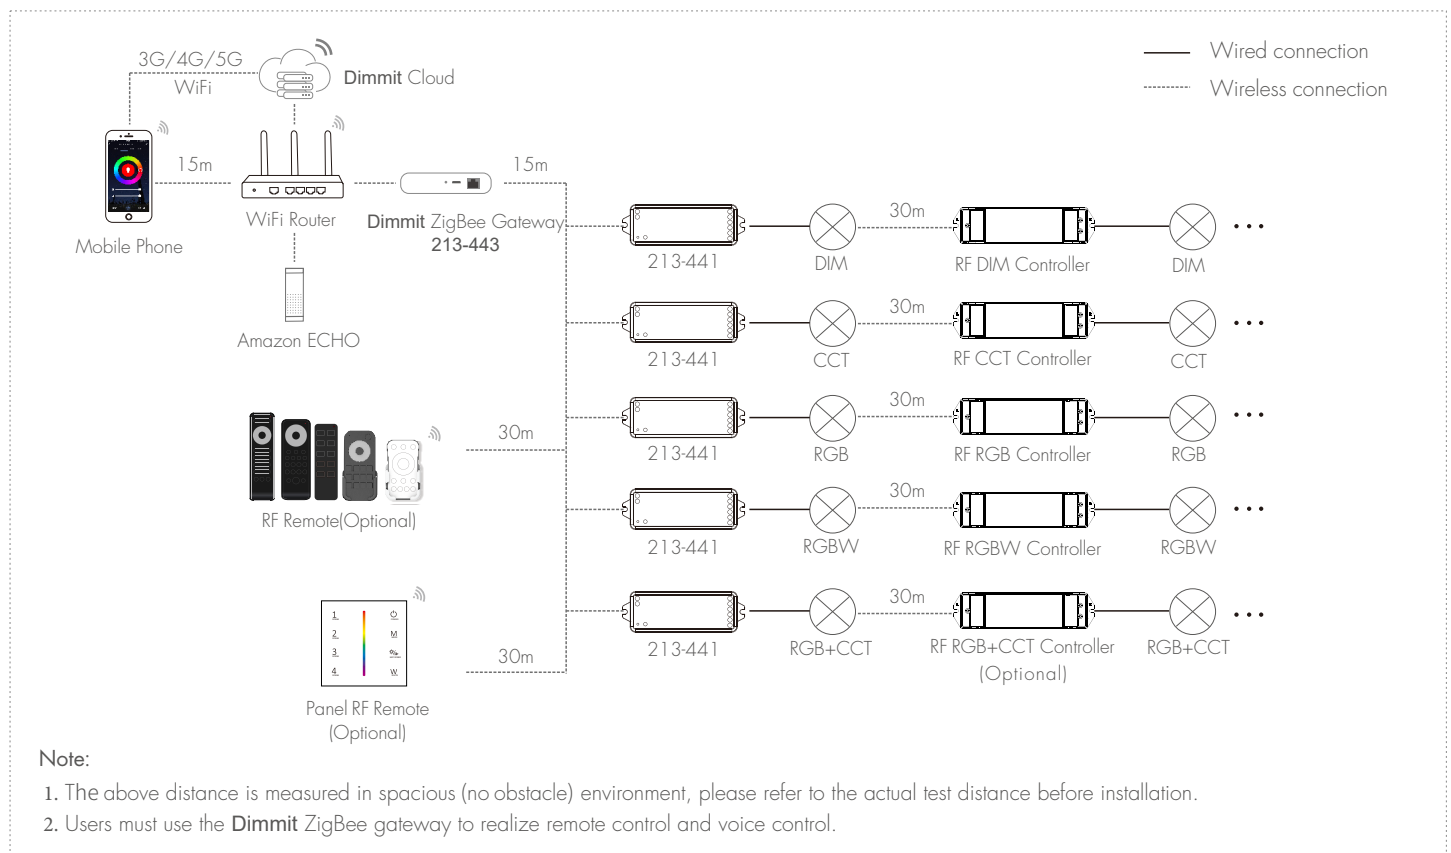 3G/4G/5G
WiFi
Dimmit Cloud
Wired connection
Wireless connection
15m
15m
WiFi Router
Mobile Phone
Dimmit ZigBee Gateway
213-443
Amazon ECHO
30m
213-441
DIM
RF DIM Controller
DIM
...
30m
213-441
CCT
RF CCT Controller
CCT
...
30m
213-441
RGB
RF RGB Controller
RGB
...
30m
RF Remote(Optional)
30m
213-441
RGBW
RF RGBW Controller
RGBW
...
30m
213-441
RGB+CCT
RF RGB+CCT Controller
(Optional)
RGB+CCT
...
1
2 M
3
4 W
30m
Panel RF Remote
(Optional)
Note:
1. The above distance is measured in spacious (no obstacle) environment, please refer to the actual test distance before installation.
2. Users must use the Dimmit ZigBee gateway to realize remote control and voice control.